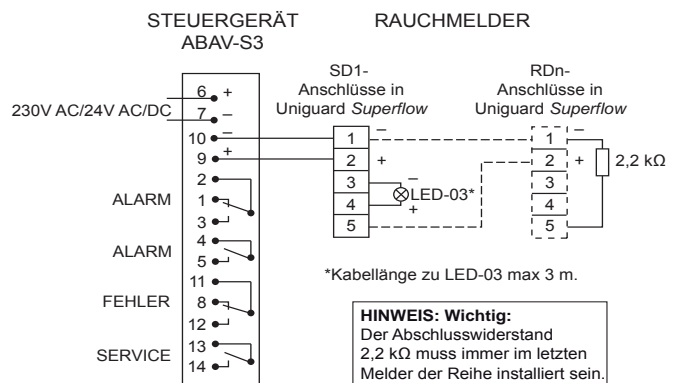 STEUERGERÄT
ABAV-S3
RAUCHMELDER
SD1-
Anschlüsse in
Uniguard Superflow
RDn-
Anschlüsse in
Uniguard Superflow
230V AC/24V AC/DC
6 +
7 –
10 –
9 +
2
ALARM 1
3
4
ALARM
5
11
FEHLER 8
12
13
SERVICE
14
1 –
2 +
3 –
4 +
5
LED-03*
1 –
2 +
3
4
5
2,2 kΩ
*Kabellänge zu LED-03 max 3 m.
HINWEIS: Wichtig:
Der Abschlusswiderstand
2,2 kΩ muss immer im letzten
Melder der Reihe installiert sein.